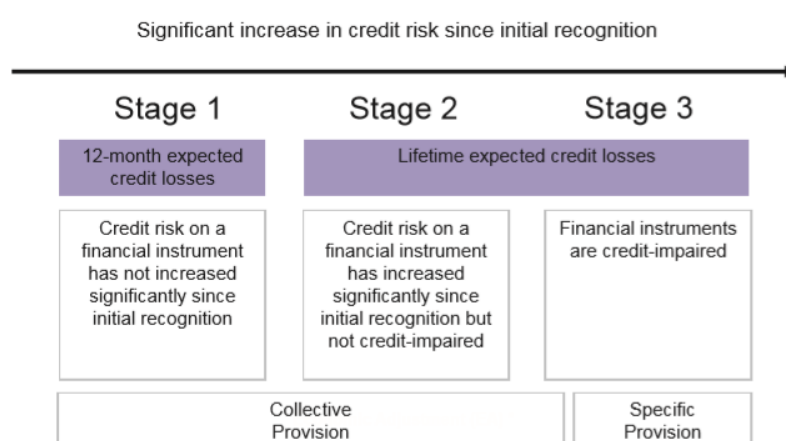 Significant increase in credit risk since initial recognition
Stage 1
Stage 2
Stage 3
12-month expected
credit losses
Lifetime expected credit losses
Credit risk on a
financial instrument
has not increased
significantly since
initial recognition
Credit risk on a
financial instrument
has increased
significantly since
initial recognition but
not credit-impaired
Financial instruments
are credit-impaired
Collective
Provision
Specific
Provision